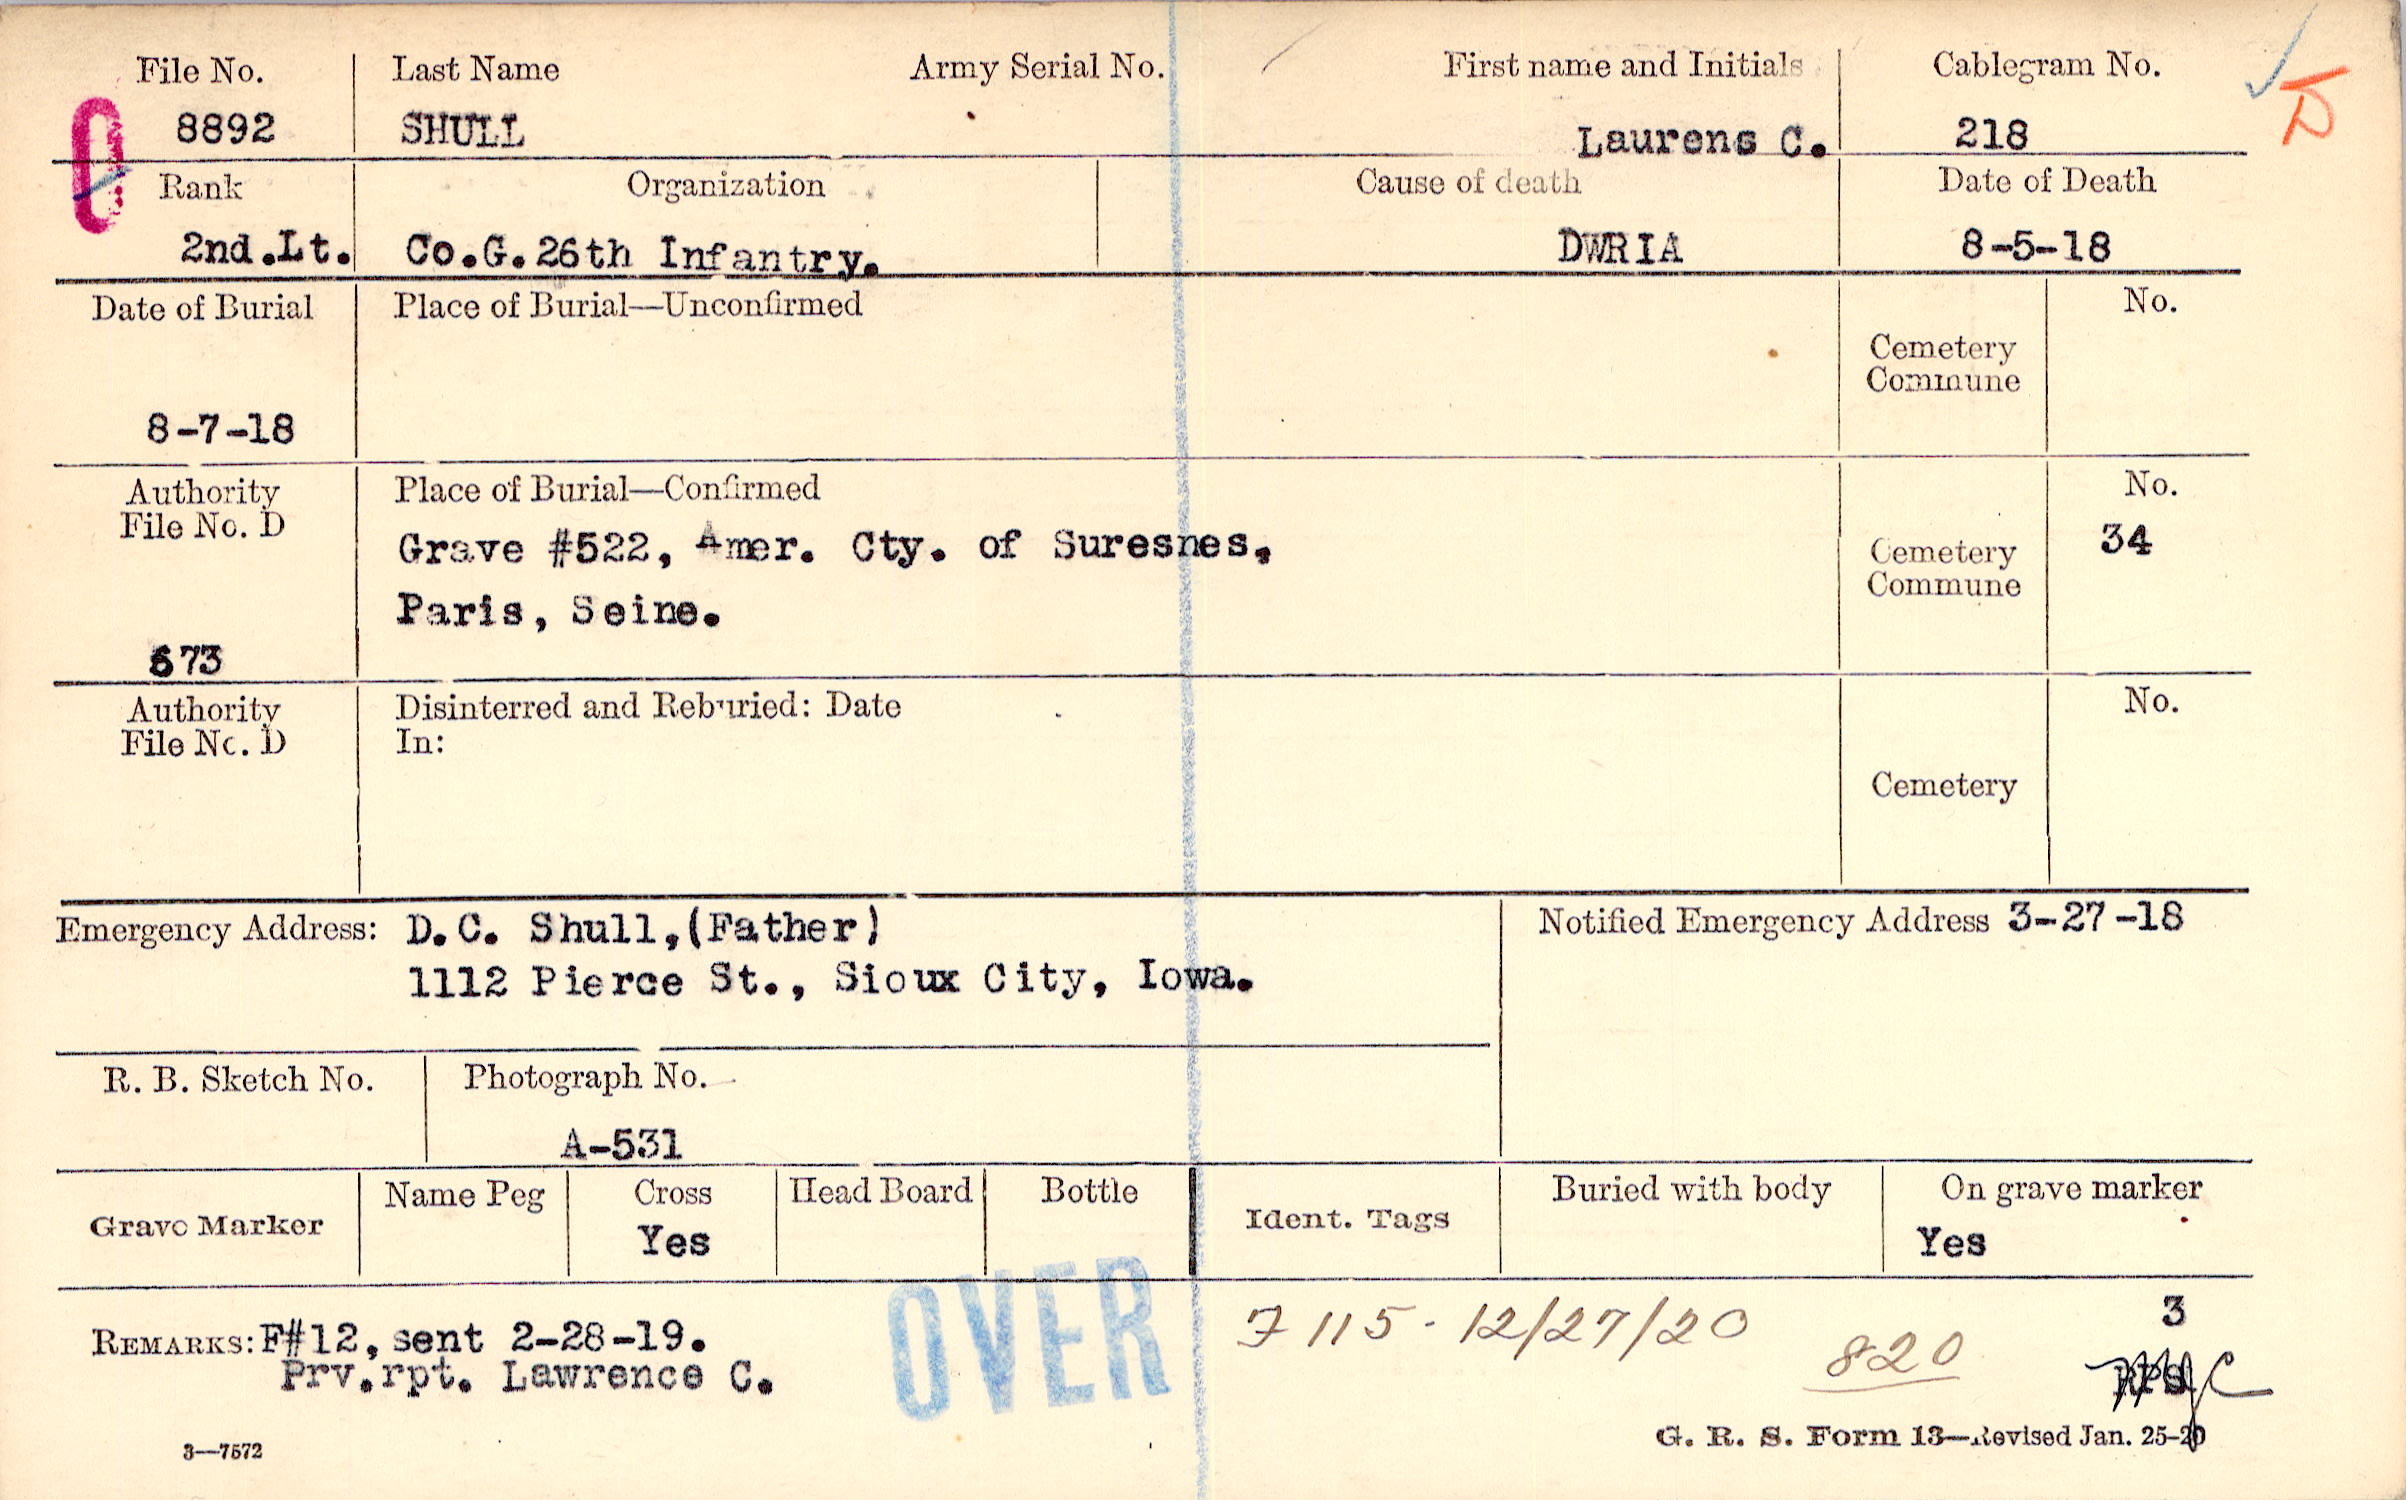 File No. Last Name Army Serial No. First name and Initials Cablegram No.
8892 SHULL Laurens C. 218
Rank Organization Cause of death Date of Death
2nd.Lt. Co.G.26th Infantry. DWRIA 8-5-18
Date of Burial Place of Burial—Unconfirmed No.
Cemetery
Commune
8-7-18
Authority Place of Burial—Confirmed No.
File No. D
Grave #522, Amer. Cty. of Suresnes, Cemetery 34
Commune
Paris, Seine.
673
Authority Disinterred and Reburied: Date No.
File No. D In:
Cemetery
Emergency Address: D.C. Shull,(Father) Notified Emergency Address 3-27-18
1112 Pierce St., Sioux City, Iowa.
R. B. Sketch No. Photograph No.
A-531
Name Peg Cross Head Board Bottle Buried with body On grave marker
Grave Marker Yes Ident. Tags Yes
OVER
REMARKS: F#12, sent 2-28-19. 7 115 - 12/27/20 3
Prv.rpt. Lawrence C. 820
3—7572 G. R. S. Form 13—Revised Jan. 25-20